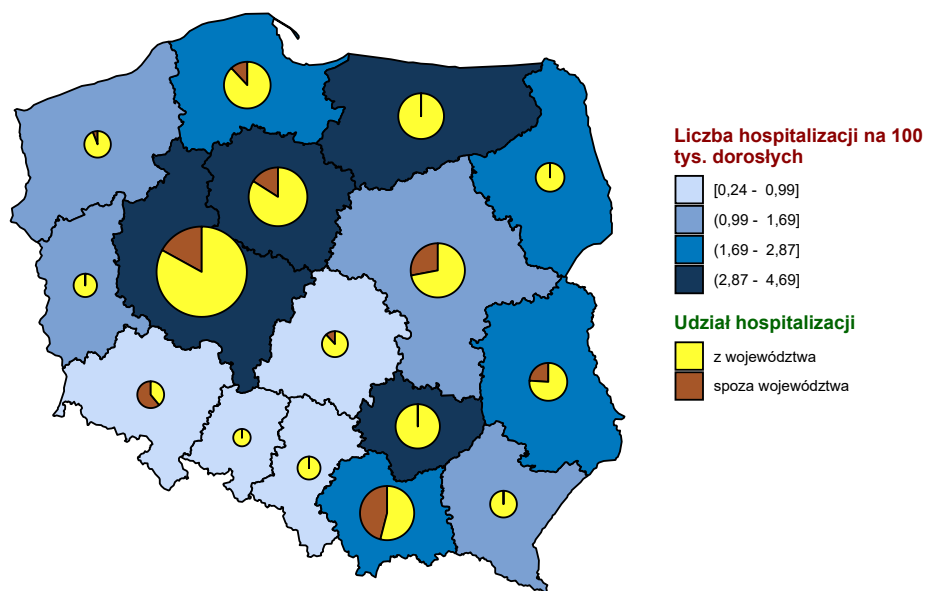 Liczba hospitalizacji na 100
tys. dorosłych
[0,24 - 0,99]
(0,99 - 1,69]
(1,69 - 2,87]
(2,87 - 4,69]
Udział hospitalizacji
z województwa
spoza województwa